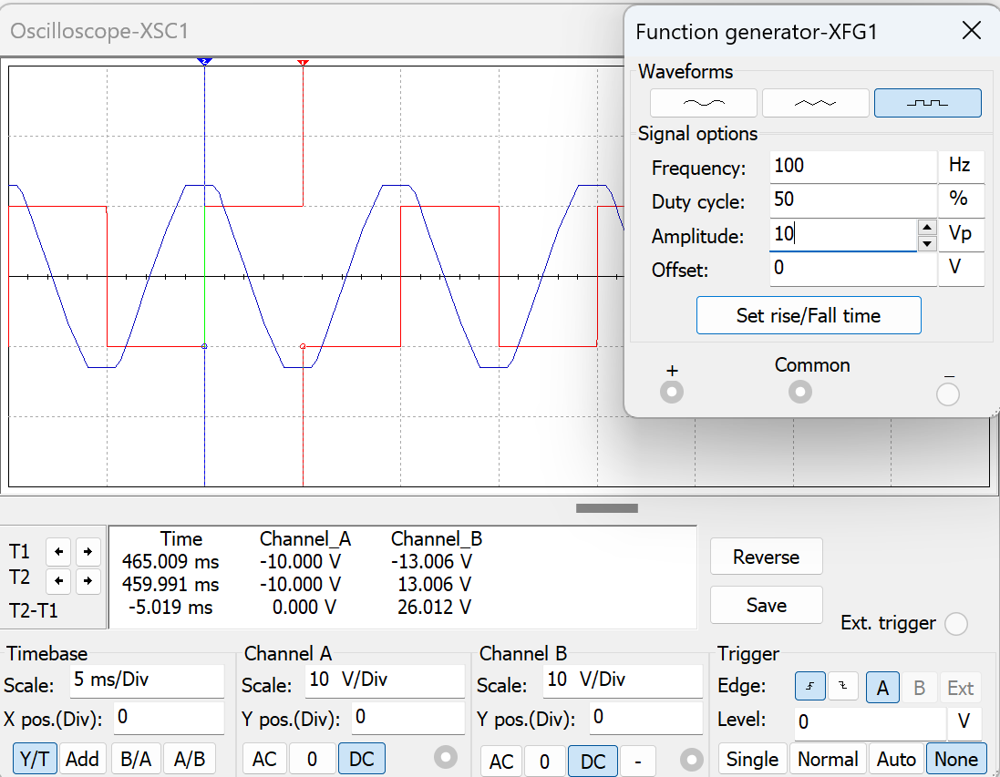 Oscilloscope-XSC1
Function generator-XFG1
Waveforms
Signal options
Frequency: 100 Hz
Duty cycle: 50 %
Amplitude: 10 Vp
Offset: 0 V
Set rise/Fall time
+ Common –
2 1
Time Channel_A Channel_B
T1 465.009 ms -10.000 V -13.006 V
T2 459.991 ms -10.000 V 13.006 V
T2-T1 -5.019 ms 0.000 V 26.012 V
Reverse
Save
Ext. trigger
Timebase
Scale: 5 ms/Div
X pos.(Div): 0
Y/T Add B/A A/B
Channel A
Scale: 10 V/Div
Y pos.(Div): 0
AC 0 DC
Channel B
Scale: 10 V/Div
Y pos.(Div): 0
AC 0 DC -
Trigger
Edge: A B Ext
Level: 0 V
Single Normal Auto None